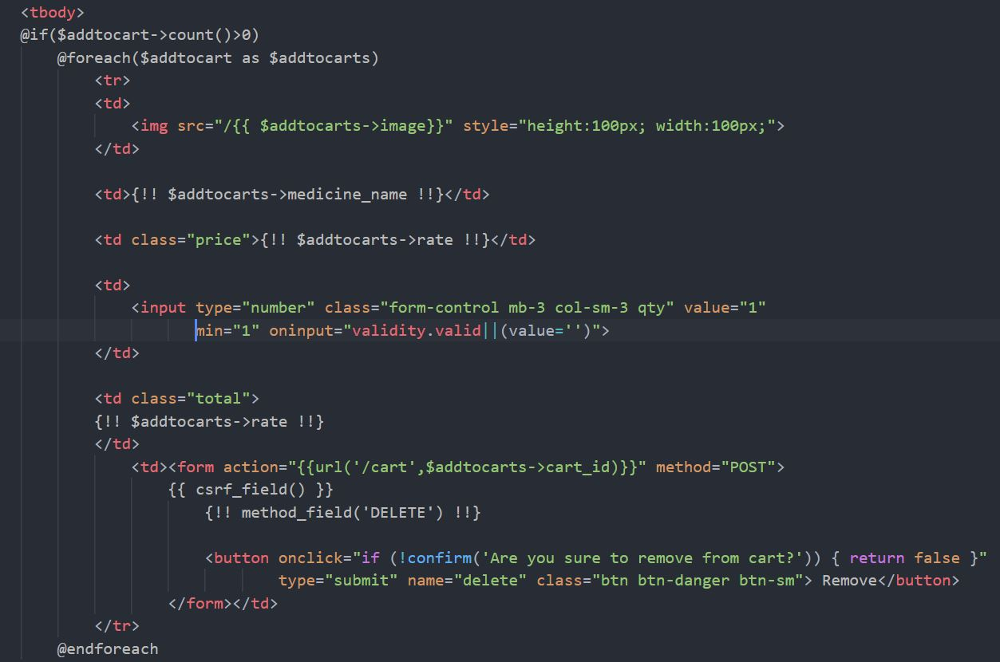 <tbody>
@if($addtocart->count()>0)
@foreach($addtocart as $addtocarts)
<tr>
<td>
<img src="/{{ $addtocarts->image}}" style="height:100px; width:100px;">
</td>
<td>{!! $addtocarts->medicine_name !!}</td>
<td class="price">{!! $addtocarts->rate !!}</td>
<td>
<input type="number" class="form-control mb-3 col-sm-3 qty" value="1"
min="1" oninput="validity.valid||(value='')">
</td>
<td class="total">
{!! $addtocarts->rate !!}
</td>
<td><form action="{{url('/cart',$addtocarts->cart_id)}}" method="POST">
{{ csrf_field() }}
{!! method_field('DELETE') !!}
<button onclick="if (!confirm('Are you sure to remove from cart?')) { return false }"
type="submit" name="delete" class="btn btn-danger btn-sm"> Remove</button>
</form></td>
</tr>
@endforeach